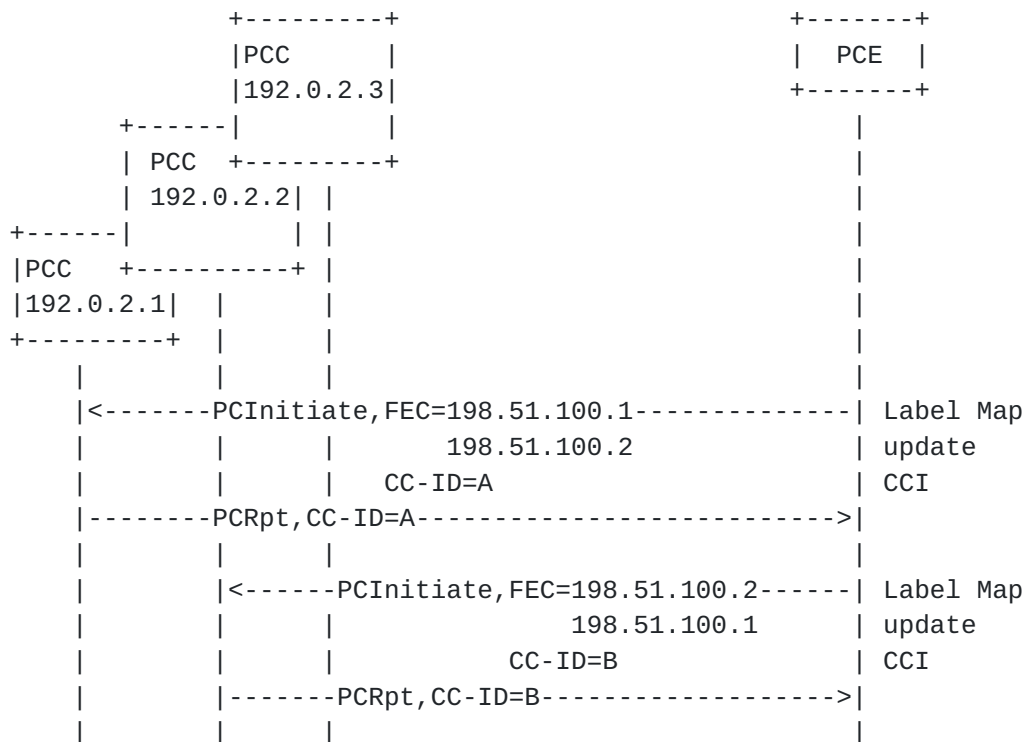 PCC
PCE
192.0.2.3
PCC
192.0.2.2
PCC
192.0.2.1
PCInitiate,FEC=198.51.100.1 Label Map
198.51.100.2 update
CC-ID=A CCI
PCRpt,CC-ID=A
PCInitiate,FEC=198.51.100.2 Label Map
198.51.100.1 update
CC-ID=B CCI
PCRpt,CC-ID=B